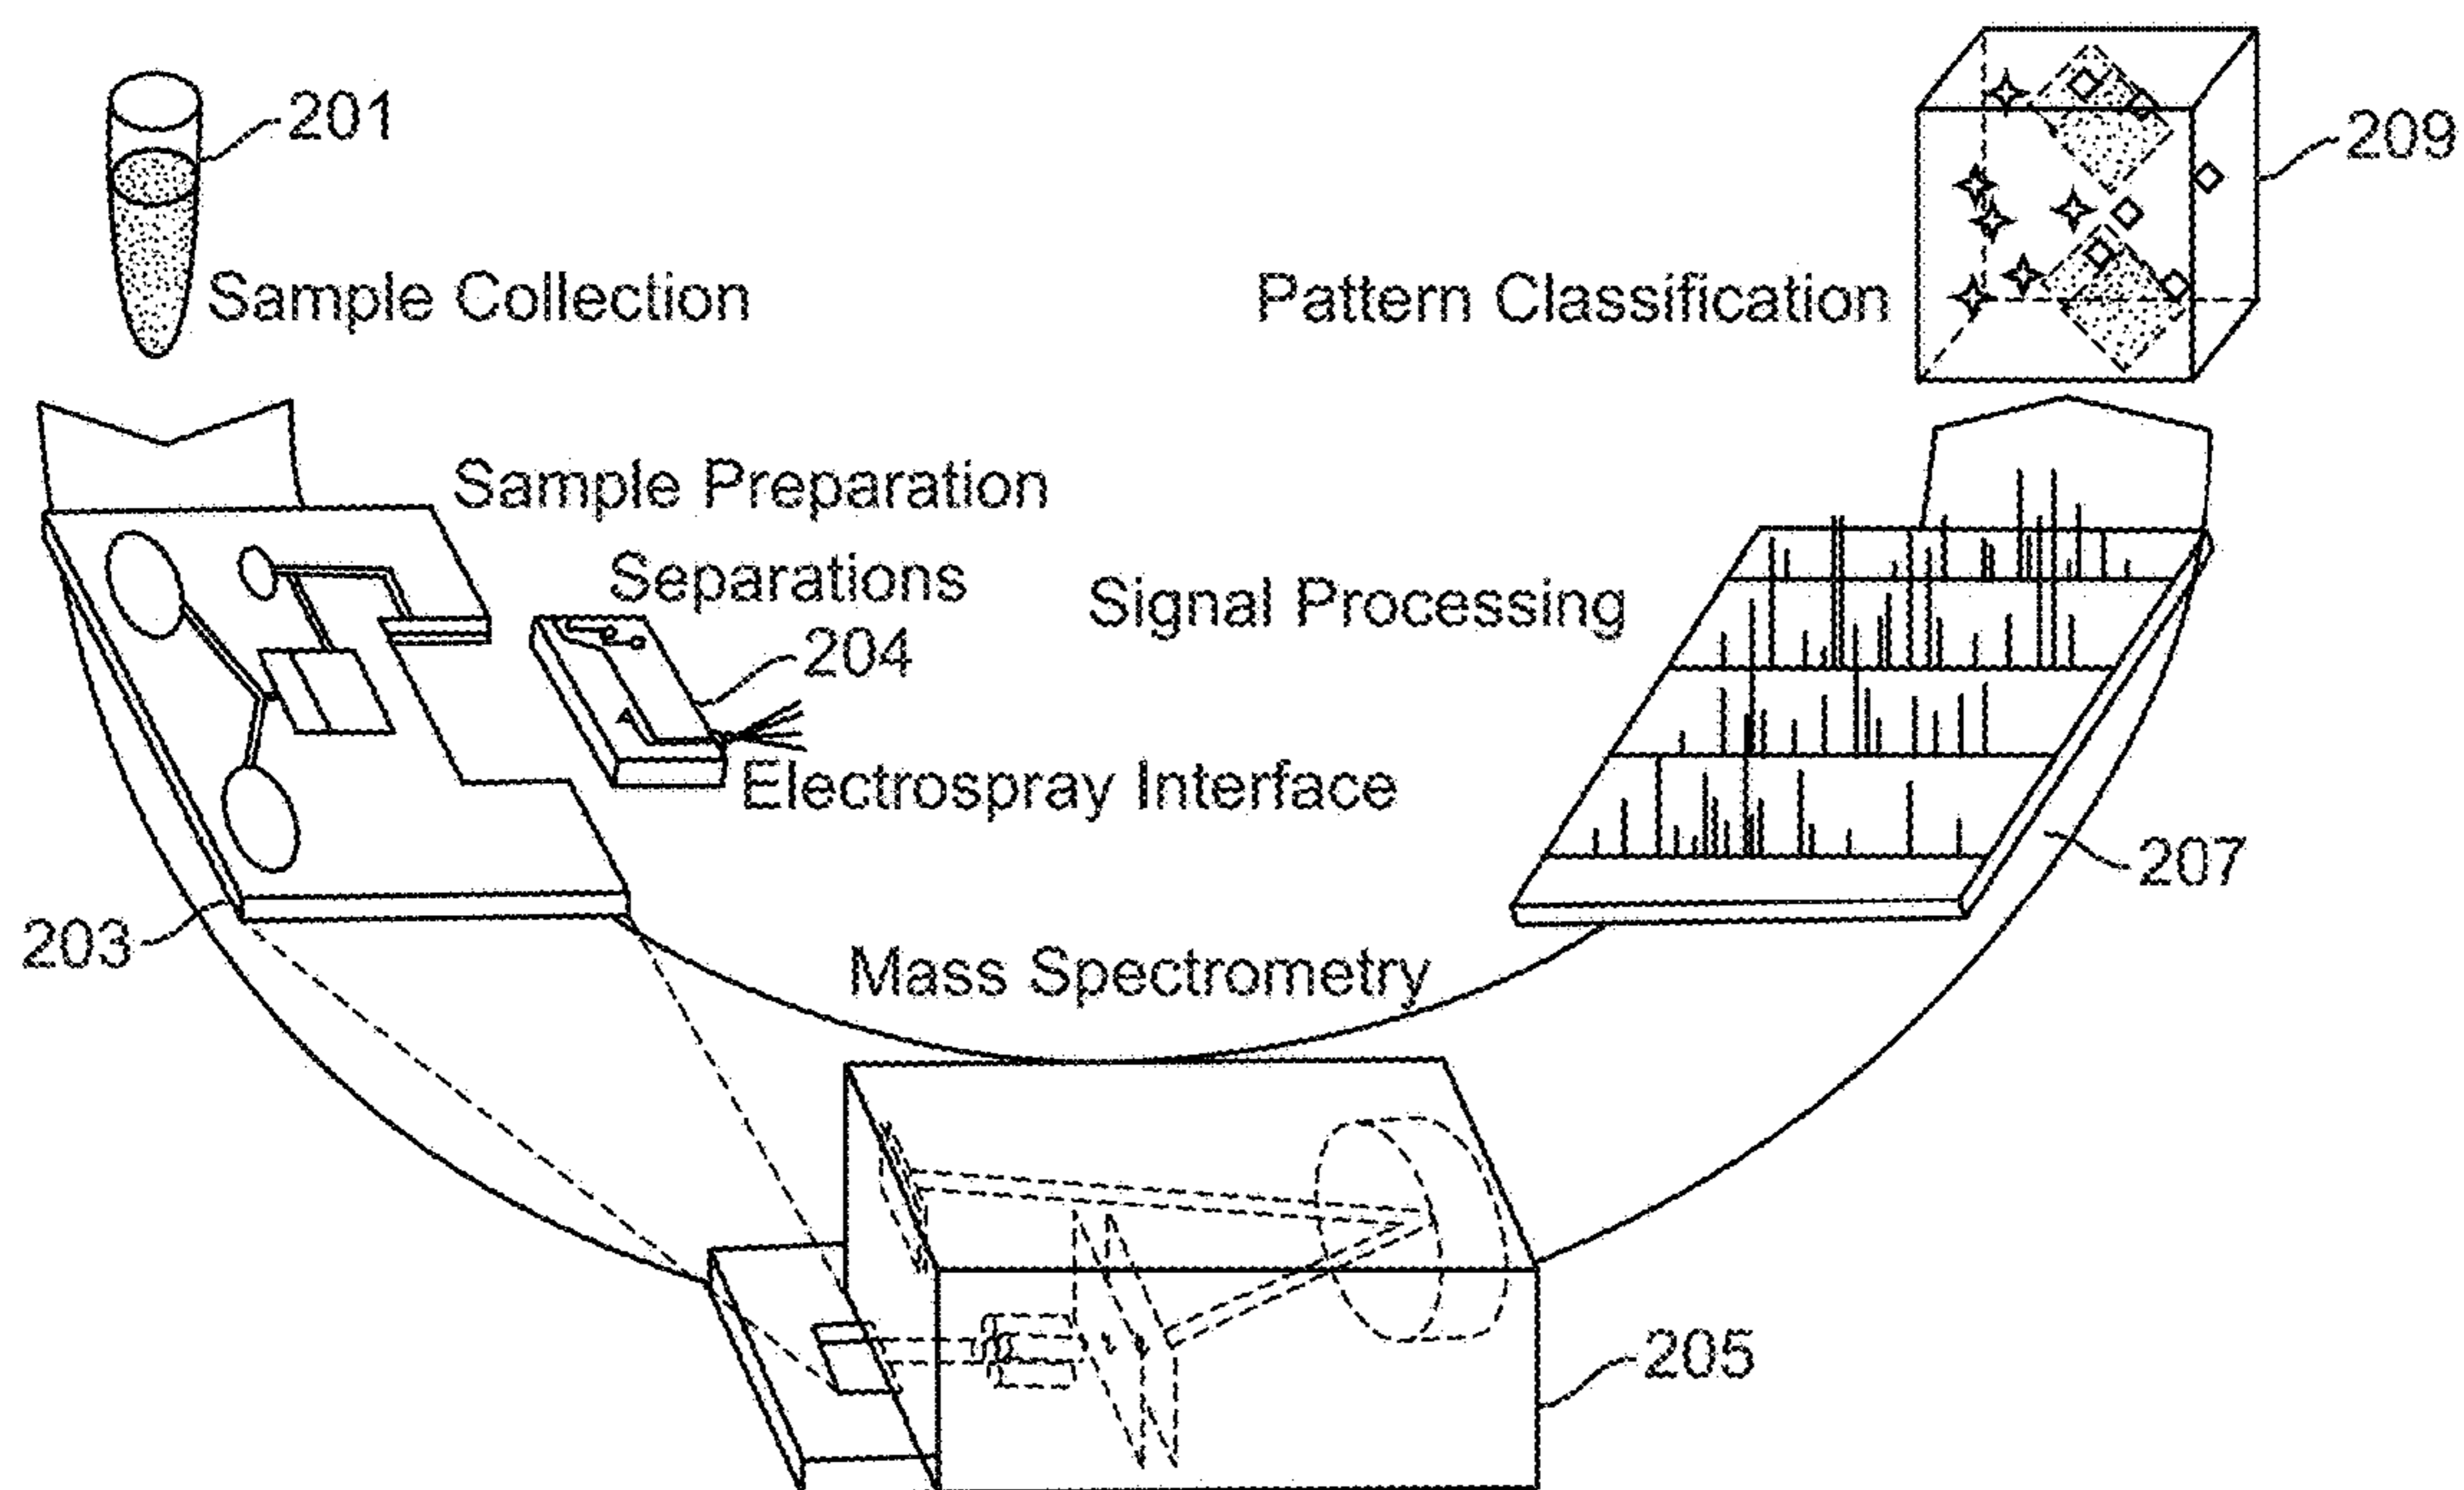 201
209
Sample Collection
Pattern Classification
Sample Preparation
Separations
Signal Processing
204
Electrospray Interface
207
203
Mass Spectrometry
205